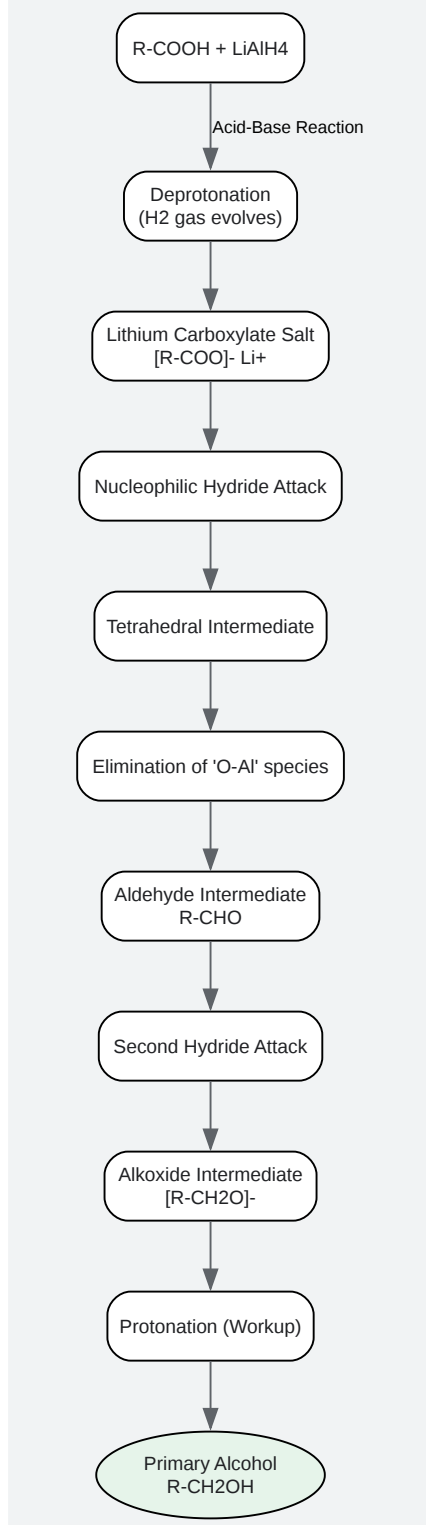 R-COOH + LiAlH4
Acid-Base Reaction
Deprotonation
(H2 gas evolves)
Lithium Carboxylate Salt
[R-COO]- Li+
Nucleophilic Hydride Attack
Tetrahedral Intermediate
Elimination of 'O-Al' species
Aldehyde Intermediate
R-CHO
Second Hydride Attack
Alkoxide Intermediate
[R-CH2O]-
Protonation (Workup)
Primary Alcohol
R-CH2OH